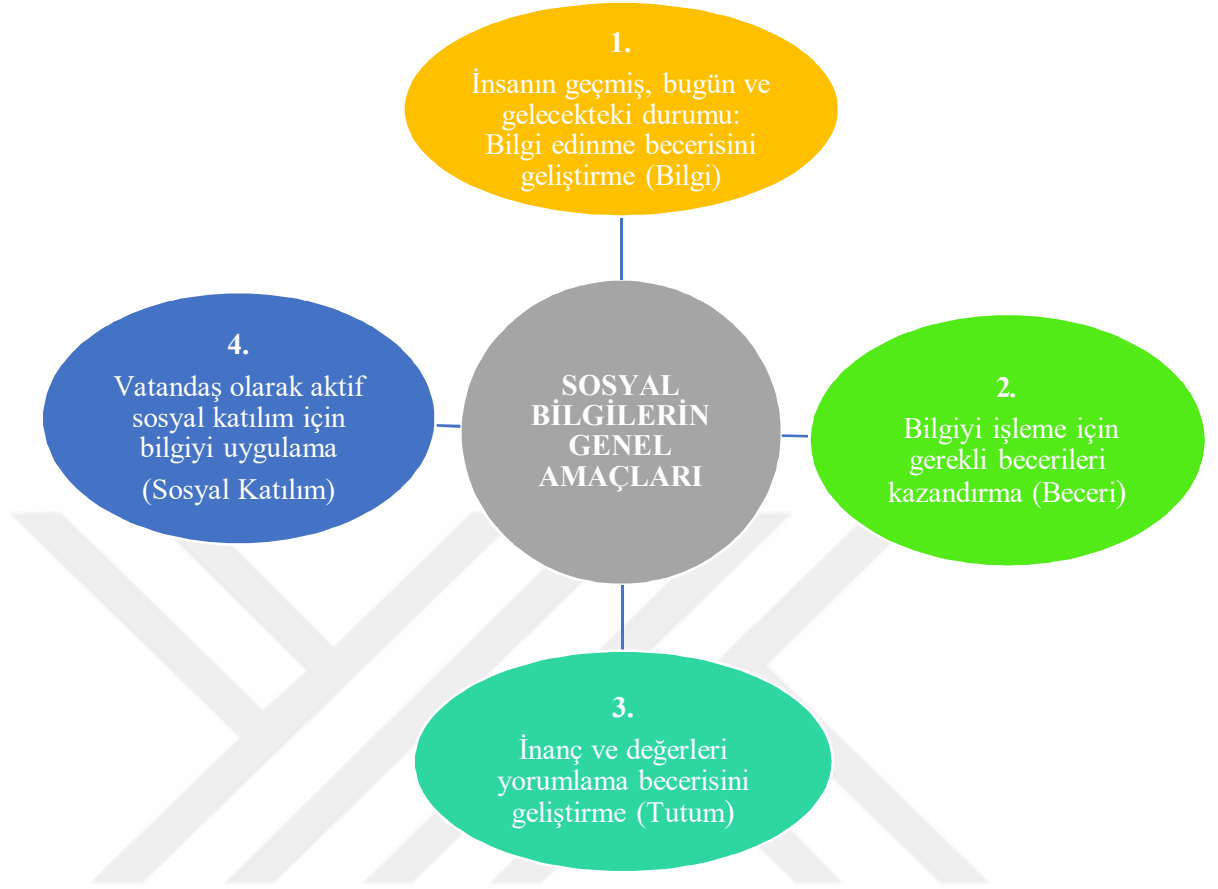 1.
İnsanın geçmiş, bugün ve
gelecekteki durumu:
Bilgi edinme becerisini
geliştirme (Bilgi)
SOSYAL
BİLGİLERİN
GENEL
AMAÇLARI
2.
Bilgiyi işleme için
gerekli becerileri
kazandırma (Beceri)
3.
İnanç ve değerleri
yorumlama becerisini
geliştirme (Tutum)
4.
Vatandaş olarak aktif
sosyal katılım için
bilgiyi uygulama
(Sosyal Katılım)